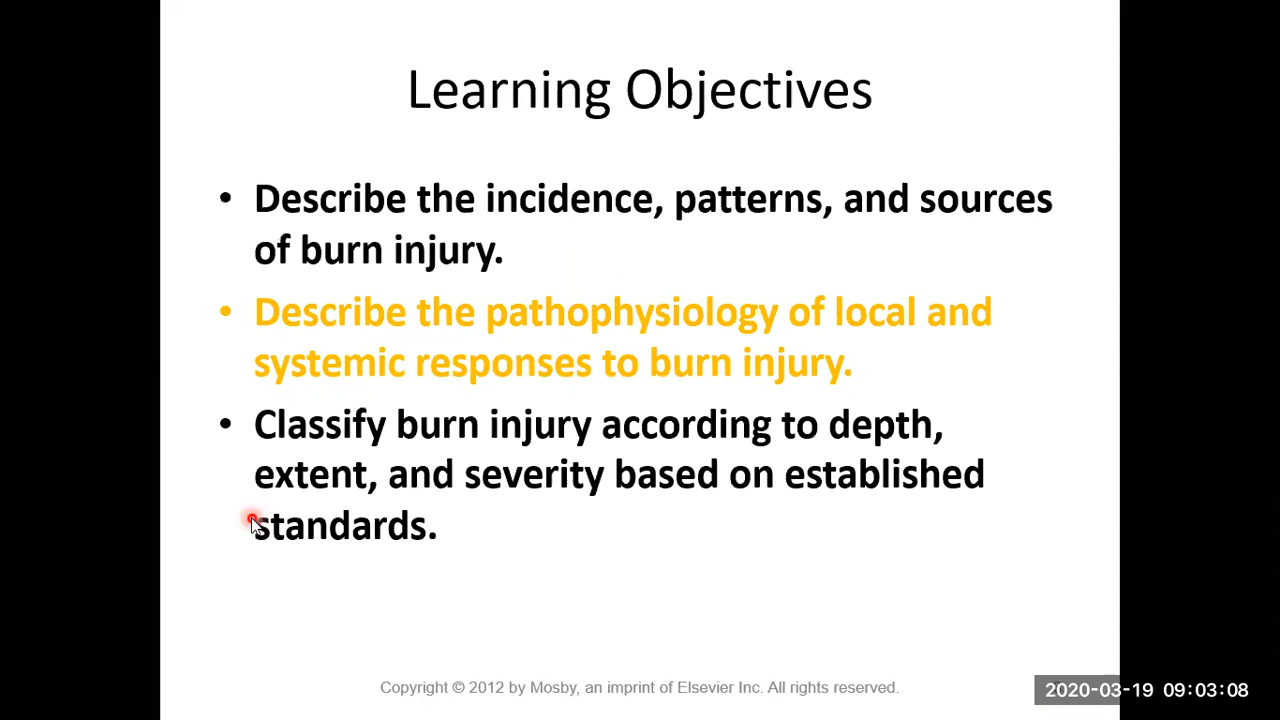 Learning Objectives
• Describe the incidence, patterns, and sources
of burn injury.
• Describe the pathophysiology of local and
systemic responses to burn injury.
• Classify burn injury according to depth,
extent, and severity based on established
standards.
Copyright © 2012 by Mosby, an imprint of Elsevier Inc. All rights reserved.
2020-03-19 09:03:08